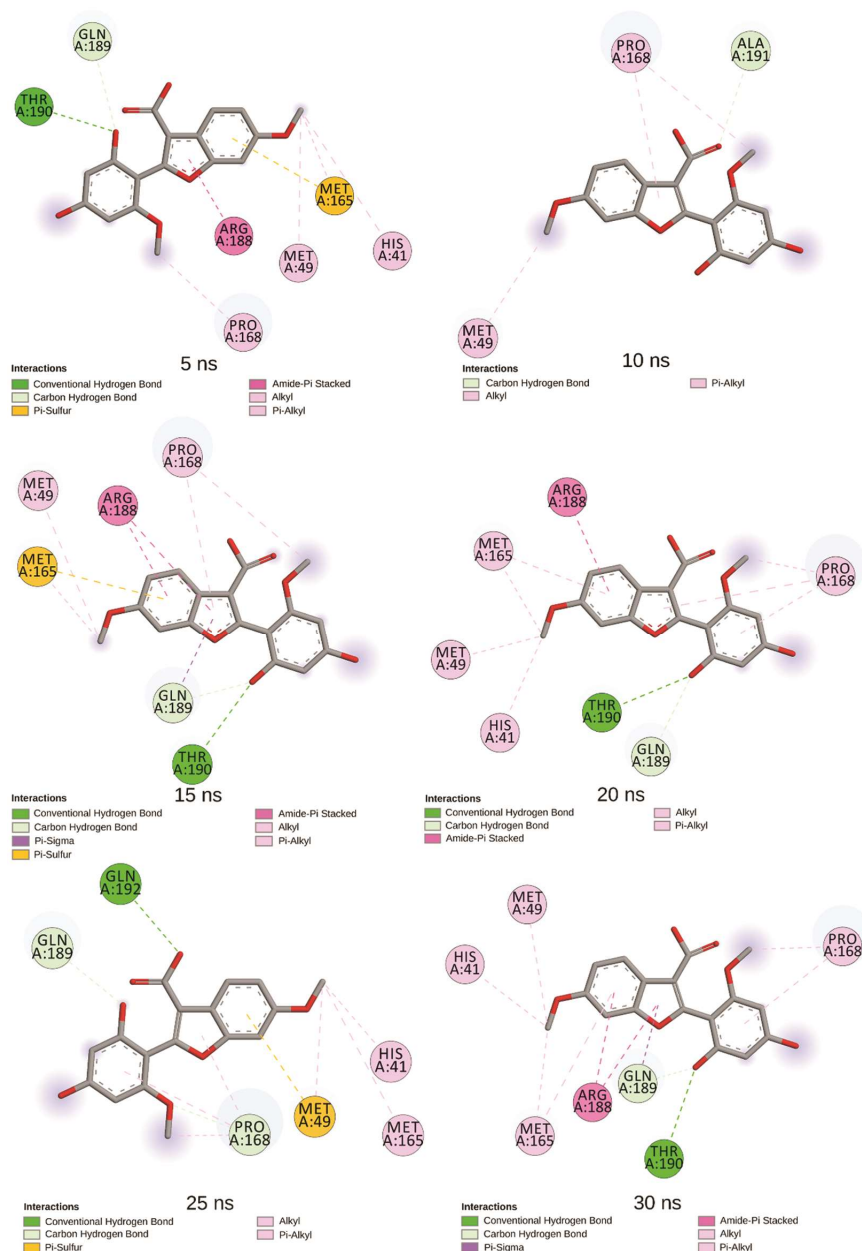 GLN
A:189
THR
A:190
ARG
A:188
MET
A:165
MET
A:49
HIS
A:41
PRO
A:168
5 ns
Interactions
Conventional Hydrogen Bond
Carbon Hydrogen Bond
Pi-Sulfur
Amide-Pi Stacked
Alkyl
Pi-Alkyl
PRO
A:168
ALA
A:191
MET
A:49
10 ns
Interactions
Carbon Hydrogen Bond
Alkyl
Pi-Alkyl
PRO
A:168
MET
A:49
ARG
A:188
MET
A:165
GLN
A:189
THR
A:190
15 ns
Interactions
Conventional Hydrogen Bond
Carbon Hydrogen Bond
Pi-Sigma
Pi-Sulfur
Amide-Pi Stacked
Alkyl
Pi-Alkyl
ARG
A:188
MET
A:165
PRO
A:168
MET
A:49
HIS
A:41
THR
A:190
GLN
A:189
20 ns
Interactions
Conventional Hydrogen Bond
Carbon Hydrogen Bond
Amide-Pi Stacked
Alkyl
Pi-Alkyl
GLN
A:192
GLN
A:189
HIS
A:41
MET
A:49
PRO
A:168
MET
A:165
25 ns
Interactions
Conventional Hydrogen Bond
Carbon Hydrogen Bond
Pi-Sulfur
Alkyl
Pi-Alkyl
MET
A:49
HIS
A:41
PRO
A:168
GLN
A:189
ARG
A:188
MET
A:165
THR
A:190
30 ns
Interactions
Conventional Hydrogen Bond
Carbon Hydrogen Bond
Pi-Sigma
Amide-Pi Stacked
Alkyl
Pi-Alkyl